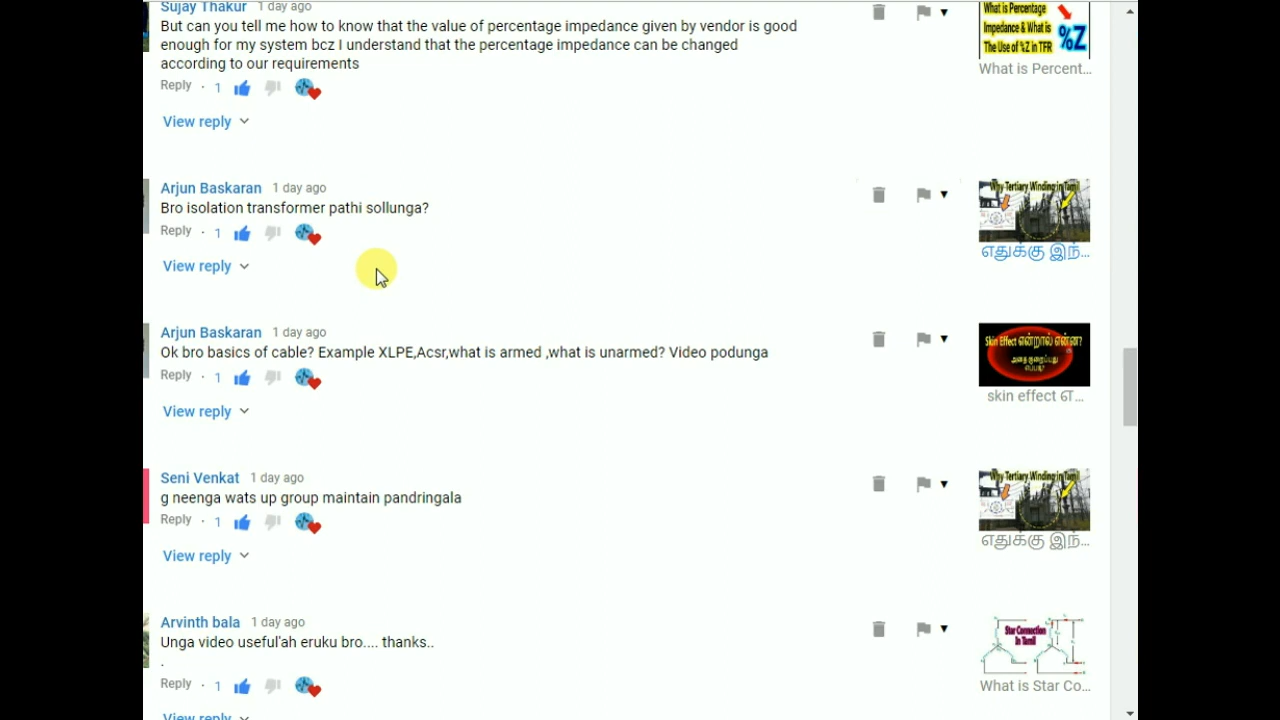 Sujay Thakur 1 day ago
But can you tell me how to know that the value of percentage impedance given by vendor is good
enough for my system bcz I understand that the percentage impedance can be changed
according to our requirements
Reply · 1
View reply
What is Percentage
Impedance & What is
The Use of %Z in TFR
%Z
What is Percent...
Arjun Baskaran 1 day ago
Bro isolation transformer pathi sollunga?
Reply · 1
View reply
Why Tertiary Winding in Tamil
எதுக்கு இந்...
Arjun Baskaran 1 day ago
Ok bro basics of cable? Example XLPE,Acsr,what is armed ,what is unarmed? Video podunga
Reply · 1
View reply
Skin Effect என்றால் என்ன?
அதை குறைப்பது
எப்படி?
skin effect எ...
Seni Venkat 1 day ago
g neenga wats up group maintain pandringala
Reply · 1
View reply
Why Tertiary Winding in Tamil
எதுக்கு இந்...
Arvinth bala 1 day ago
Unga video useful'ah eruku bro.... thanks..
.
Reply · 1
View reply
Star Connection
In Tamil
What is Star Co...